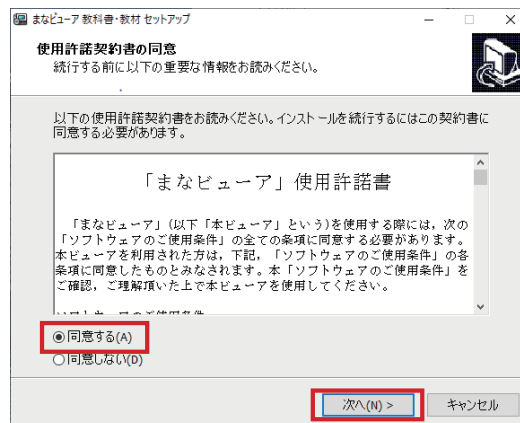 まなビューア 教科書・教材 セットアップ
使用許諾契約書の同意
続行する前に以下の重要な情報をお読みください。
以下の使用許諾契約書をお読みください。インストールを続行するにはこの契約書に
同意する必要があります。
「まなビューア」使用許諾書
「まなビューア」(以下「本ビューア」という)を使用する際には，次の
「ソフトウェアのご使用条件」の全ての条項に同意する必要があります。
本ビューアを利用された方は，下記，「ソフトウェアのご使用条件」の各
条項に同意したものとみなされます。本「ソフトウェアのご使用条件」を
ご確認，ご理解頂いた上で本ビューアを使用してください。
同意する(A)
同意しない(D)
次へ(N) >
キャンセル